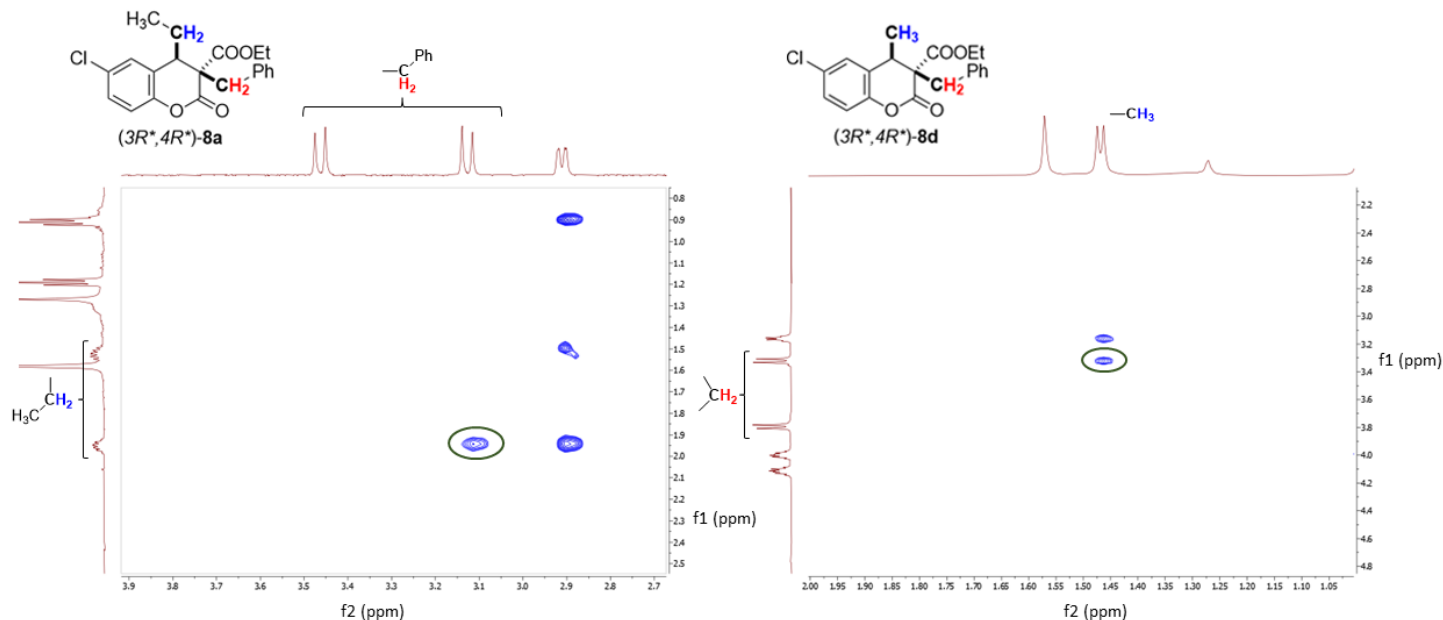 H₃C
CH₂
Cl
COOEt
Ph
CH₂
O
O
(3R*,4R*)-8a
Ph
C
H₂
CH₃
Cl
COOEt
Ph
CH₂
O
O
(3R*,4R*)-8d
CH₃
0.8
0.9
1.0
1.1
1.2
1.3
1.4
1.5
1.6
1.7
1.8
1.9
2.0
2.1
2.2
2.3
2.4
2.5
f1 (ppm)
H₃C
CH₂
3.9 3.8 3.7 3.6 3.5 3.4 3.3 3.2 3.1 3.0 2.9 2.8 2.7
f2 (ppm)
2.2
2.4
2.6
2.8
3.0
3.2
3.4
3.6
3.8
4.0
4.2
4.4
4.6
4.8
f1 (ppm)
CH₂
2.00 1.95 1.90 1.85 1.80 1.75 1.70 1.65 1.60 1.55 1.50 1.45 1.40 1.35 1.30 1.25 1.20 1.15 1.10 1.05
f2 (ppm)